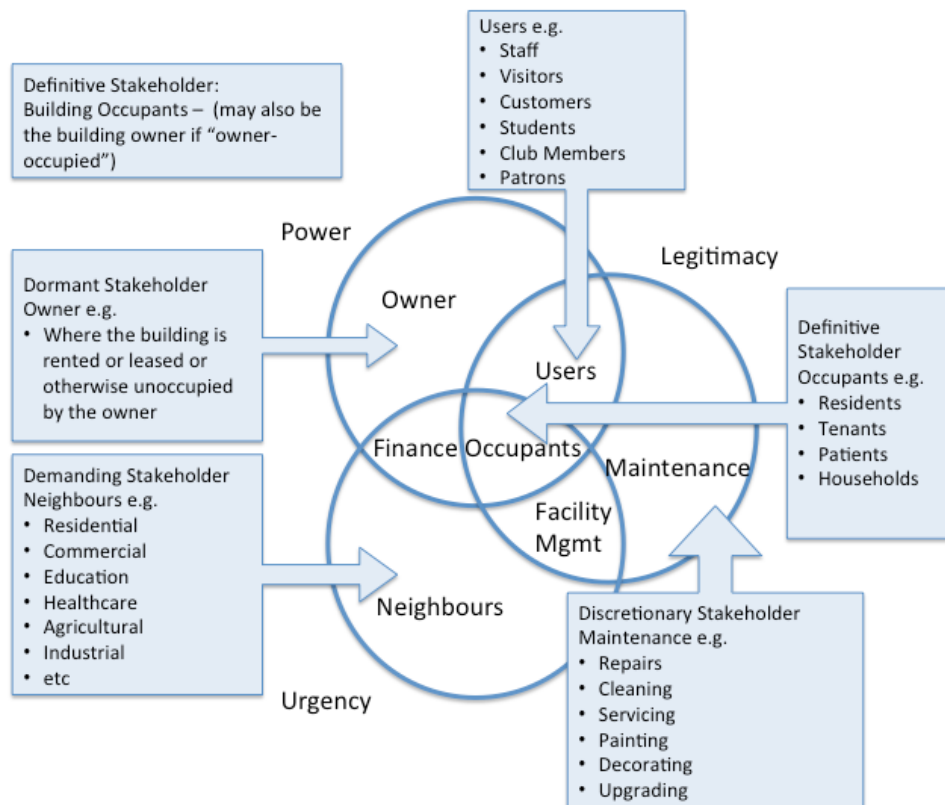 Users e.g.
• Staff
• Visitors
• Customers
• Students
• Club Members
• Patrons
Definitive Stakeholder:
Building Occupants – (may also
be the building owner if “owner-
occupied”)
Power
Legitimacy
Dormant Stakeholder
Owner e.g.
• Where the building is
rented or leased or
otherwise unoccupied
by the owner
Owner
Users
Definitive
Stakeholder
Occupants e.g.
• Residents
• Tenants
• Patients
• Households
Finance
Occupants
Maintenance
Facility
Mgmt
Demanding Stakeholder
Neighbours e.g.
• Residential
• Commercial
• Education
• Healthcare
• Agricultural
• Industrial
• etc
Neighbours
Urgency
Discretionary Stakeholder
Maintenance e.g.
• Repairs
• Cleaning
• Servicing
• Painting
• Decorating
• Upgrading